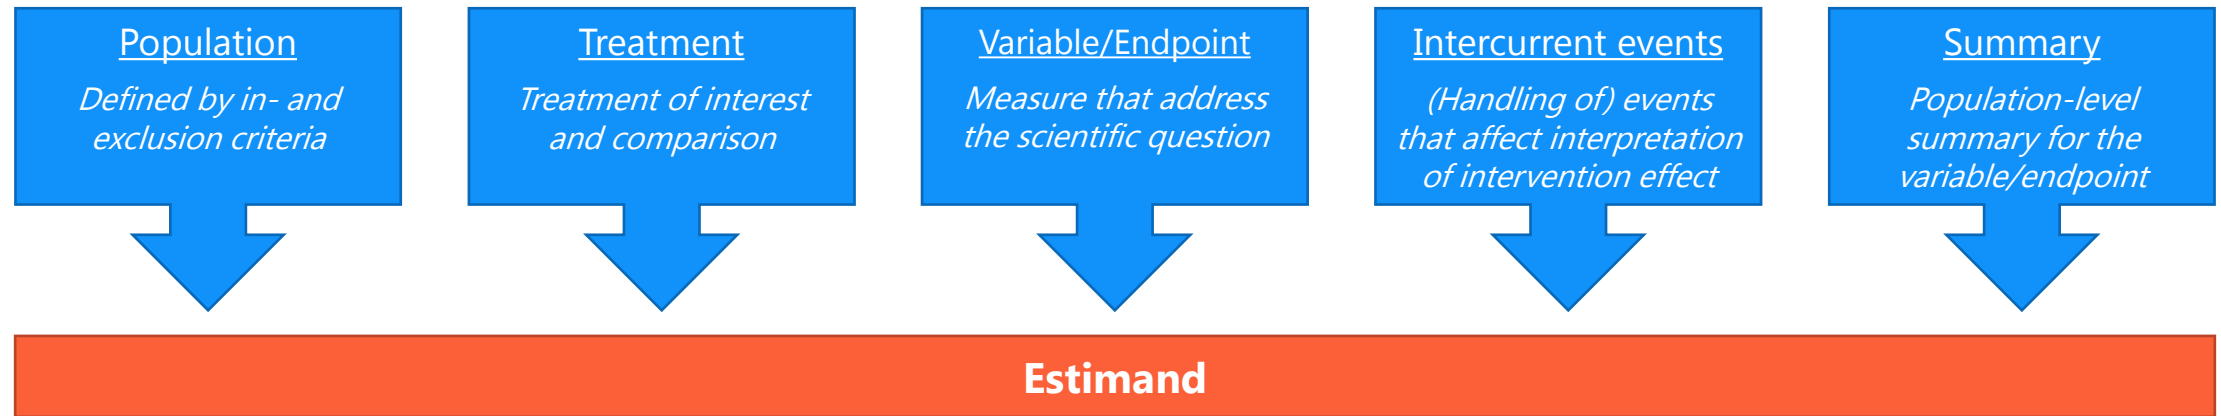 Population
Defined by in- and
exclusion criteria
Treatment
Treatment of interest
and comparison
Variable/Endpoint
Measure that address
the scientific question
Intercurrent events
(Handling of) events
that affect interpretation
of intervention effect
Summary
Population-level
summary for the
variable/endpoint
Estimand